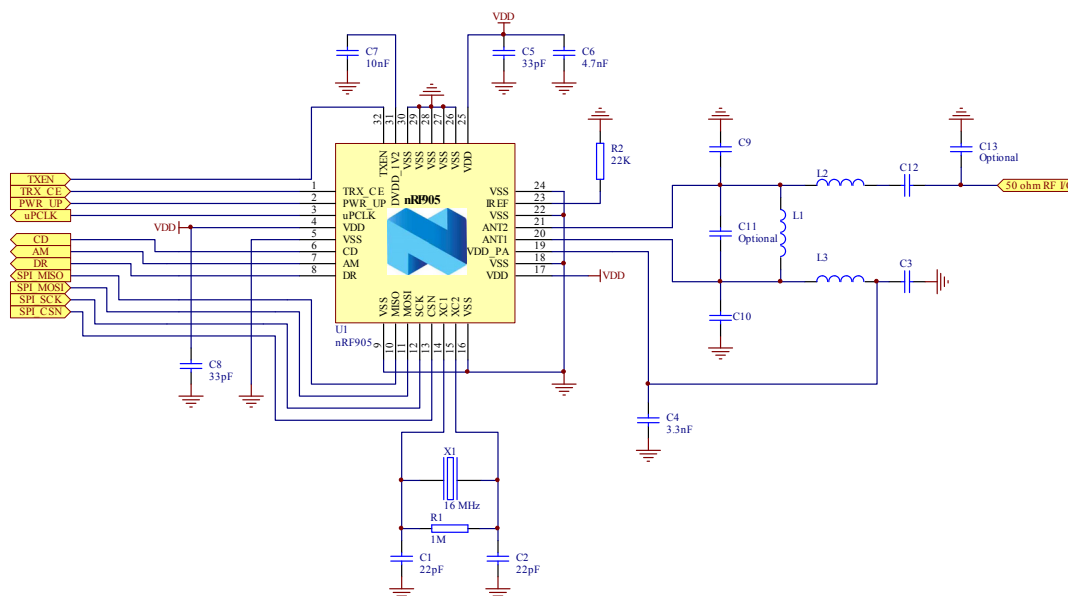 VDD
C7
10nF
C5
33pF
C6
4.7nF
32
31
30
29
28
27
26
25
TXEN
DVDD_1V2
VSS
VSS
VSS
VSS
VSS
VDD
R2
22K
C9
C13
Optional
L2
C12
50 ohm RF I/O
TXEN
TRX_CE
PWR_UP
uPCLK
CD
AM
DR
SPI_MISO
SPI_MOSI
SPI_SCK
SPI_CSN
VDD
1
2
3
4
5
6
7
8
TRX_CE
PWR_UP
uPCLK
VDD
VSS
CD
AM
DR
nRF905
VSS
IREF
VSS
ANT2
ANT1
VDD_PA
VSS
VDD
24
23
22
21
20
19
18
17
VDD
C11
Optional
L1
L3
C3
C10
VSS
MISO
MOSI
SCK
CSN
XC1
XC2
VSS
U1
nRF905
9
10
11
12
13
14
15
16
C8
33pF
C4
3.3nF
X1
16 MHz
R1
1M
C1
22pF
C2
22pF